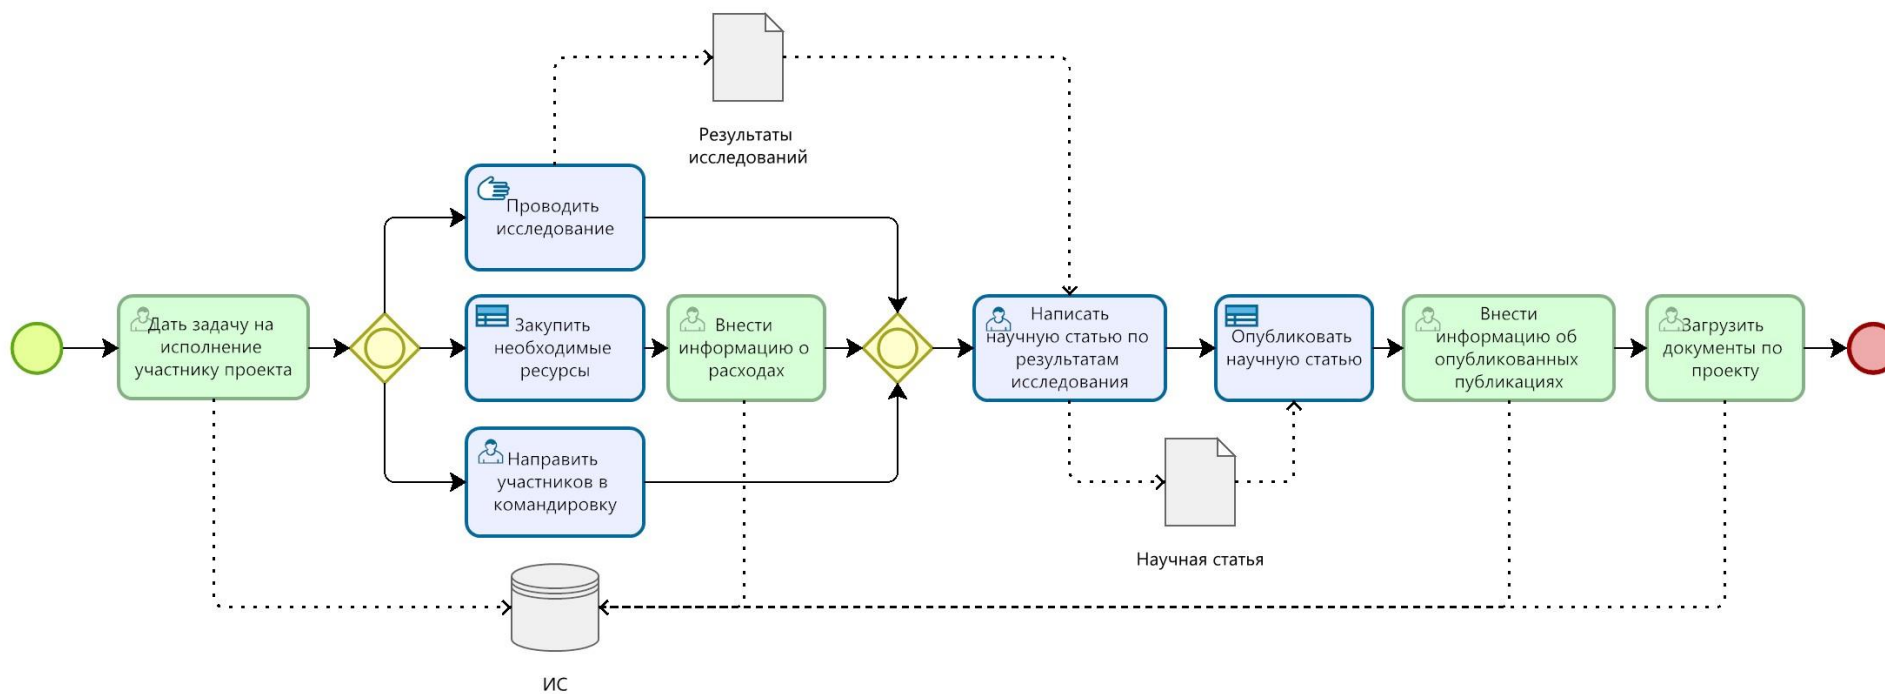 Результаты
исследований
Проводить
исследование
Дать задачу на
исполнение
участнику проекта
Закупить
необходимые
ресурсы
Внести
информацию о
расходах
Направить
участников в
командировку
Написать
научную статью по
результатам
исследования
Опубликовать
научную статью
Внести
информацию об
опубликованных
публикациях
Загрузить
документы по
проекту
Научная статья
ИС